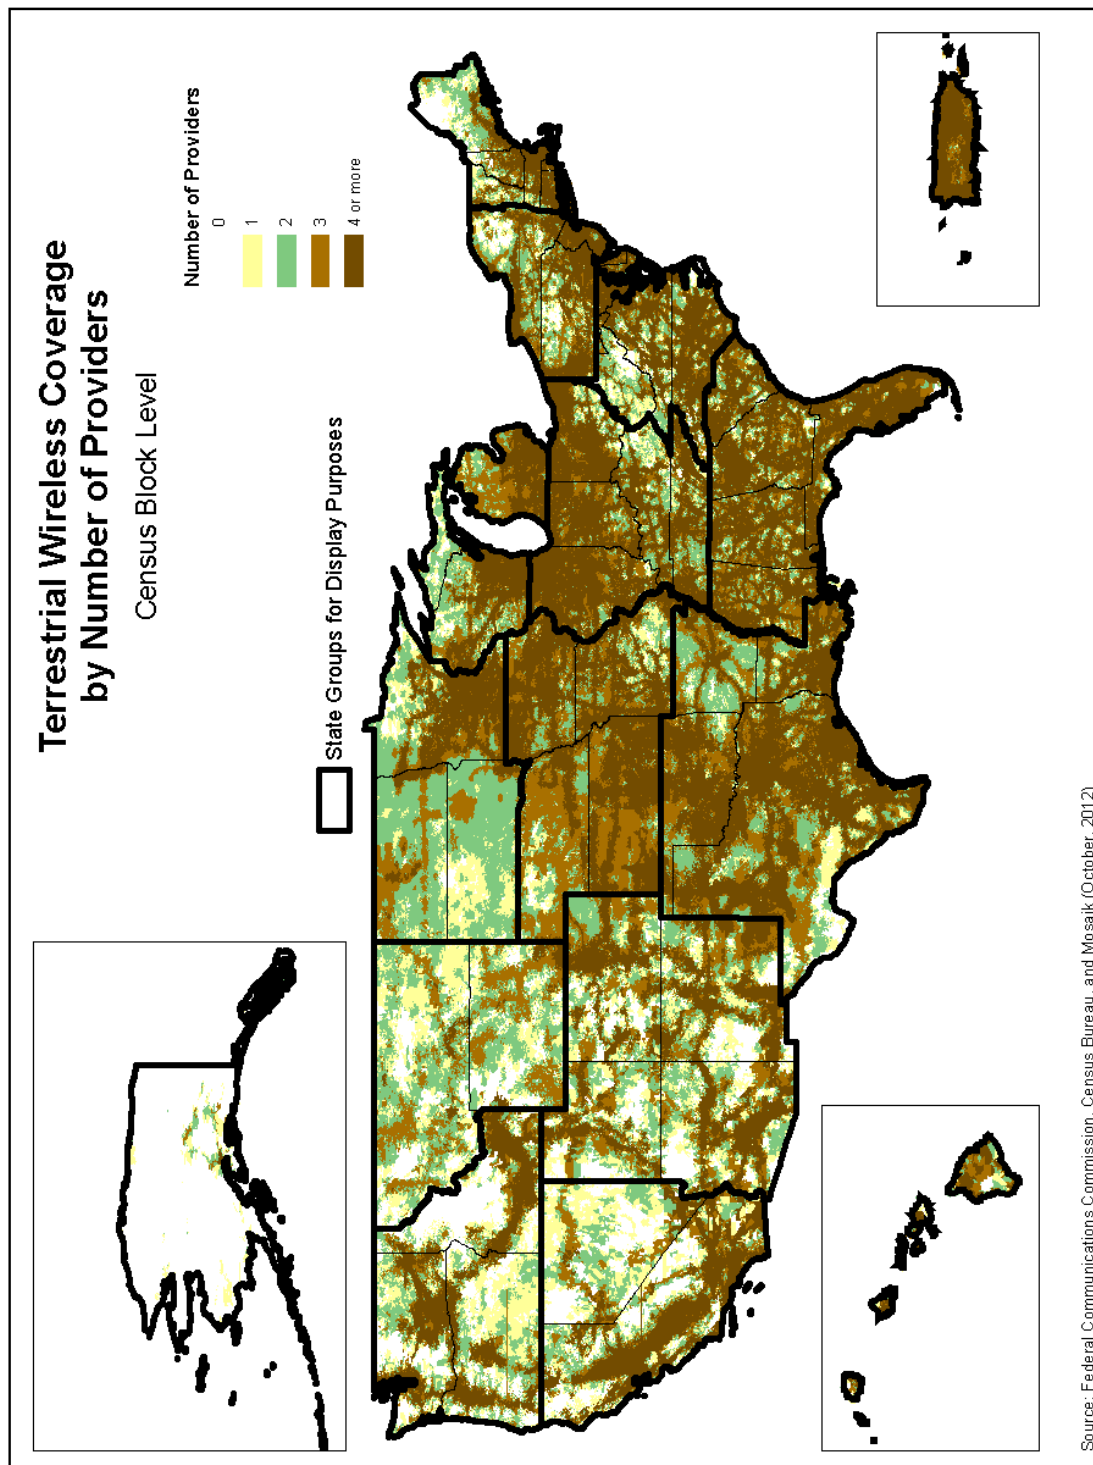 Terrestrial Wireless Coverage
by Number of Providers
Census Block Level
Number of Providers
0
1
2
3
4 or more
State Groups for Display Purposes
Source: Federal Communications Commission, Census Bureau, and Mosaik (October, 2012)